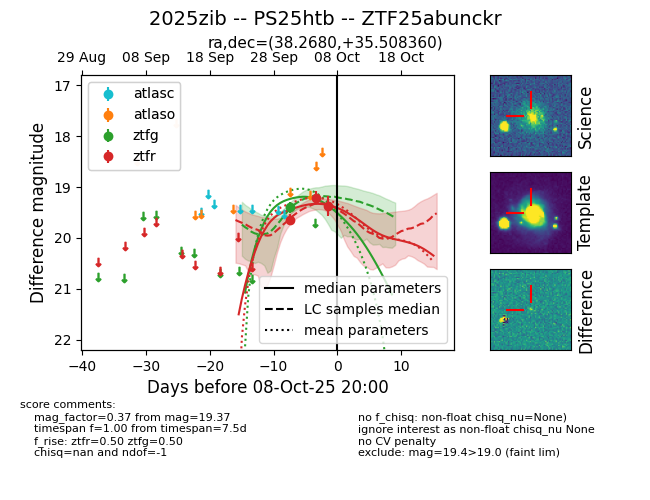 2025zib -- PS25htb -- ZTF25abunckr
ra,dec=(38.2680,+35.508360)
29 Aug 08 Sep 18 Sep 28 Sep 08 Oct 18 Oct
17
18
19
20
21
22
Difference magnitude
atlasc
atlaso
ztfg
ztfr
median parameters
LC samples median
mean parameters
−40 −30 −20 −10 0 10
Days before 08-Oct-25 20:00
Science
Template
Difference
score comments:
mag_factor=0.37 from mag=19.37
timespan f=1.00 from timespan=7.5d
f_rise: ztfr=0.50 ztfg=0.50
chisq=nan and ndof=-1
no f_chisq: non-float chisq_nu=None)
ignore interest as non-float chisq_nu None
no CV penalty
exclude: mag=19.4>19.0 (faint lim)